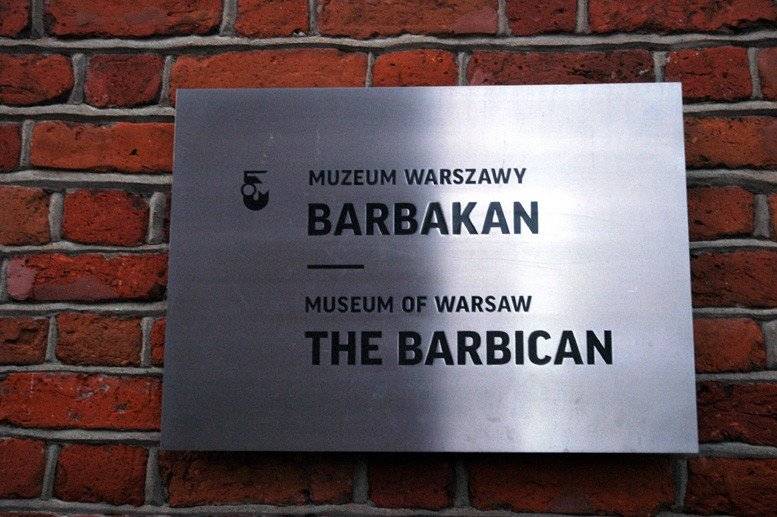 MUZEUM WARSZAWY
BARBAKAN
MUSEUM OF WARSAW
THE BARBICAN